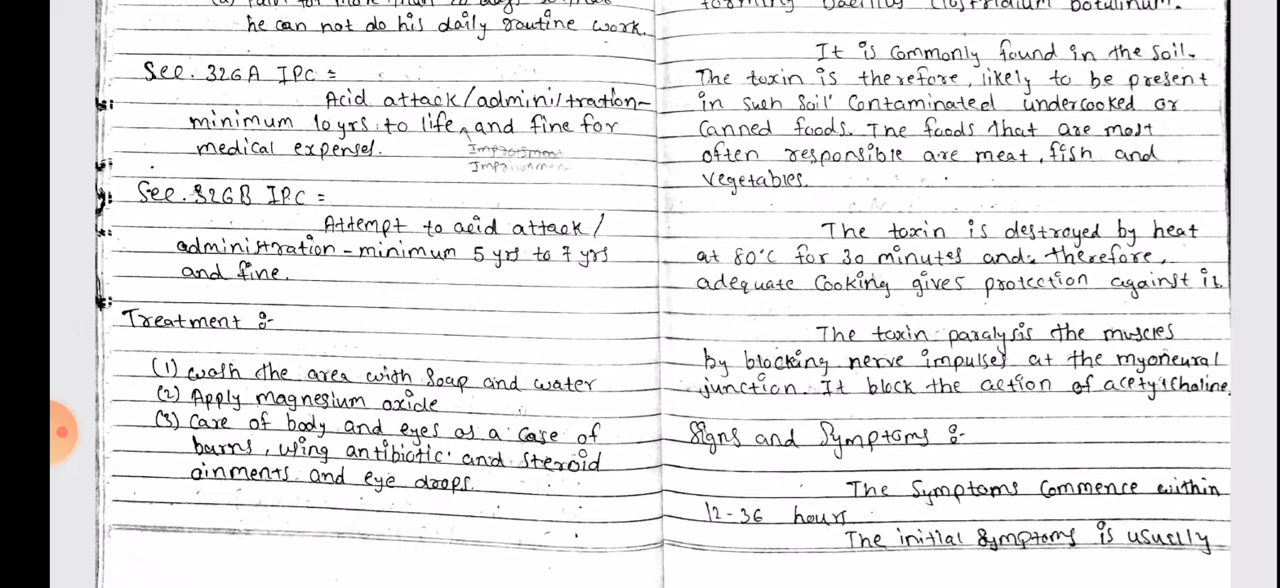 he can not do his daily routine work.
Sec. 326A IPC =
Acid attack/administration-
minimum 10 yrs to life ^ and fine for
medical expenses.
Imprisonment
See. 326B IPC =
Attempt to acid attack /
administration - minimum 5 yrs to 7 yrs
and fine.
Treatment :-
(1) wash the area with soap and water
(2) Apply magnesium oxide
(3) Care of body and eyes as a case of
burns, using antibiotic and steroid
oinments and eye drops.
forming bacillus Clostridium botulinum.
It is commonly found in the soil.
The toxin is therefore, likely to be present
in such soil contaminated undercooked or
canned foods. The foods that are most
often responsible are meat, fish and
vegetables.
The toxin is destroyed by heat
at 80°C for 30 minutes and, therefore,
adequate cooking gives protection against it
The toxin paralysis the muscles
by blocking nerve impulses at the myoneural
junction. It block the action of acetylcholine
Signs and Symptoms :-
The symptoms commence within
12-36 hours
The initial symptoms is usually